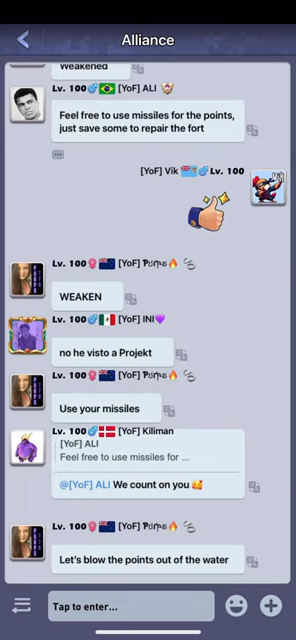 Alliance
Weakened
Lv. 100 [YoF] ALI
Feel free to use missiles for the points,
just save some to repair the fort
[YoF] Vik Lv. 100
Lv. 100 [YoF]
WEAKEN
Lv. 100 [YoF] INI💜
no he visto a Projekt
Lv. 100 [YoF]
Use your missiles
Lv. 100 [YoF] Kiliman
[YoF] ALI
Feel free to use missiles for ...
@[YoF] ALI We count on you 🥰
Lv. 100 [YoF]
Let's blow the points out of the water
Tap to enter...